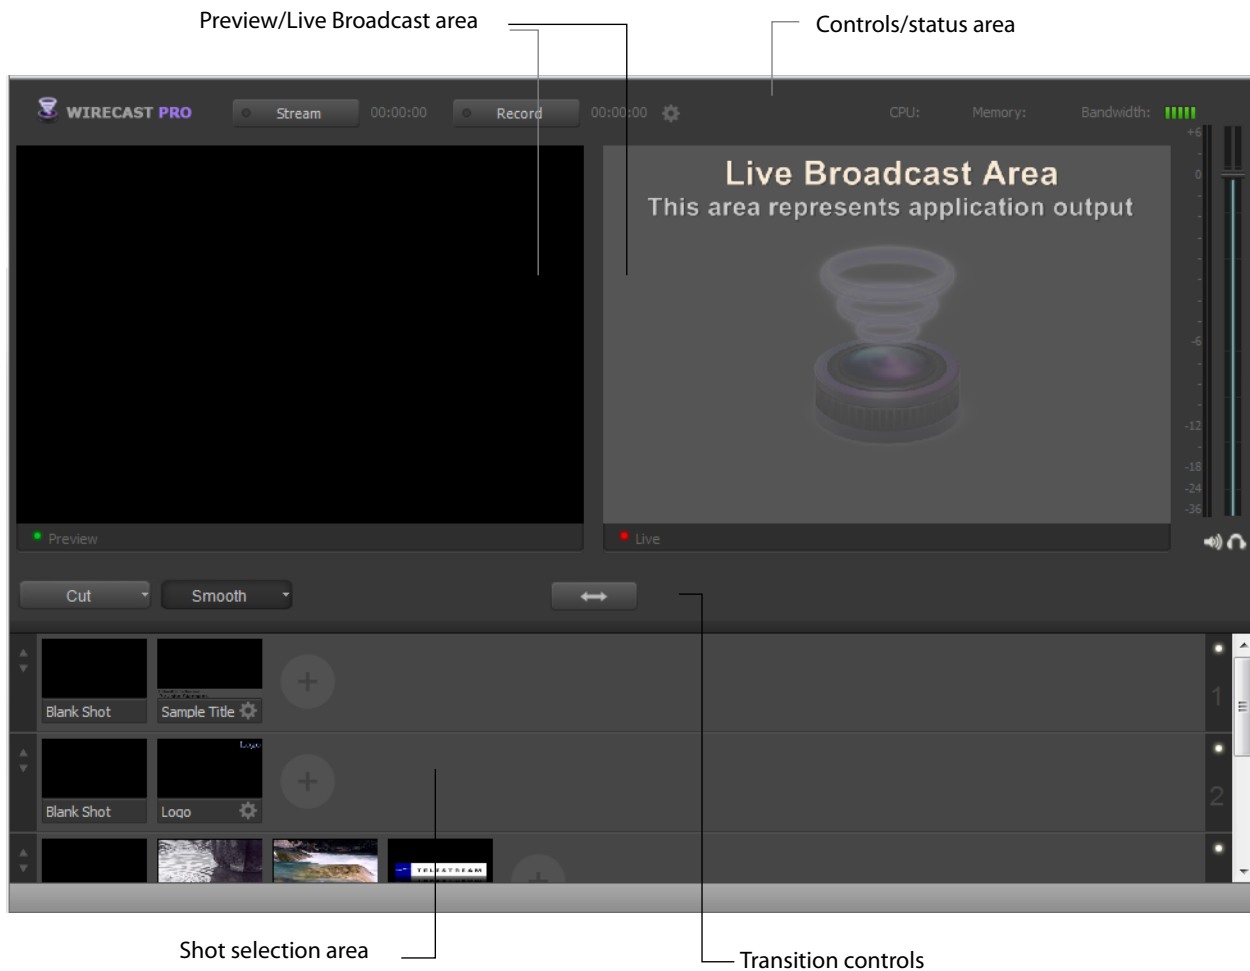 Preview/Live Broadcast area
Controls/status area
WIRECAST PRO
Stream
00:00:00
Record
00:00:00
CPU:
Memory:
Bandwidth:
+6
0
-6
-12
-18
-24
-36
Live Broadcast Area
This area represents application output
Preview
Live
Cut
Smooth
Blank Shot
Sample Title
1
Logo
Blank Shot
Logo
2
TELESTREAM
Shot selection area
Transition controls